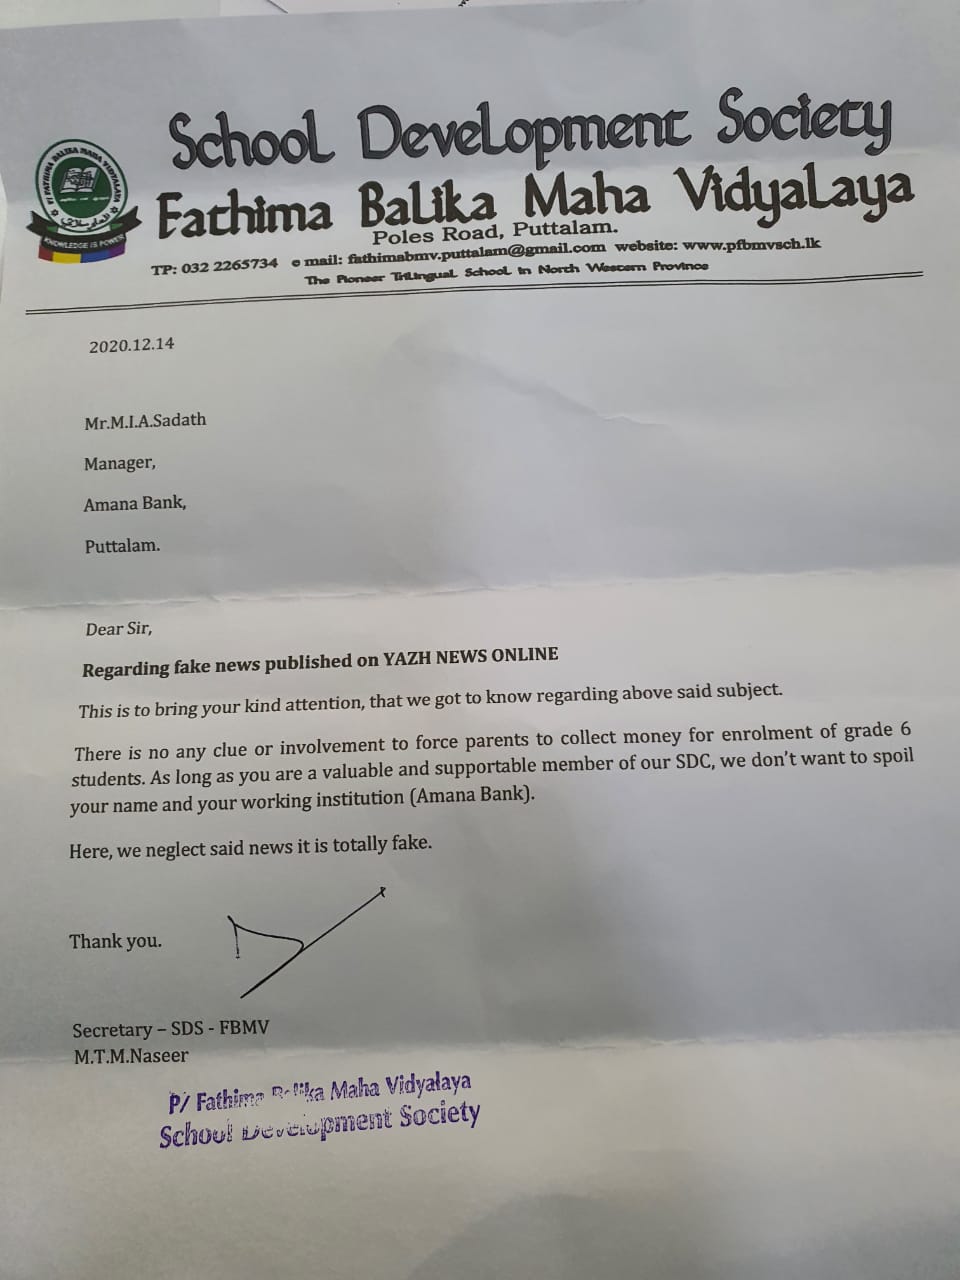 School Development Society
Fathima Balika Maha Vidyalaya
Poles Road, Puttalam.
TP: 032 2265734 e mail: fathimabmv.puttalam@gmail.com website: www.pfbmvsch.lk
The Pioneer TriLingual School in North Western Province
P/ FATHIMA BALIKA MAHA VIDYALAYA
KNOWLEDGE IS POWER
2020.12.14
Mr.M.I.A.Sadath
Manager,
Amana Bank,
Puttalam.
Dear Sir,
Regarding fake news published on YAZH NEWS ONLINE
This is to bring your kind attention, that we got to know regarding above said subject.
There is no any clue or involvement to force parents to collect money for enrolment of grade 6
students. As long as you are a valuable and supportable member of our SDC, we don't want to spoil
your name and your working institution (Amana Bank).
Here, we neglect said news it is totally fake.
Thank you.
Secretary – SDS - FBMV
M.T.M.Naseer
P/ Fathima Balika Maha Vidyalaya
School Development Society